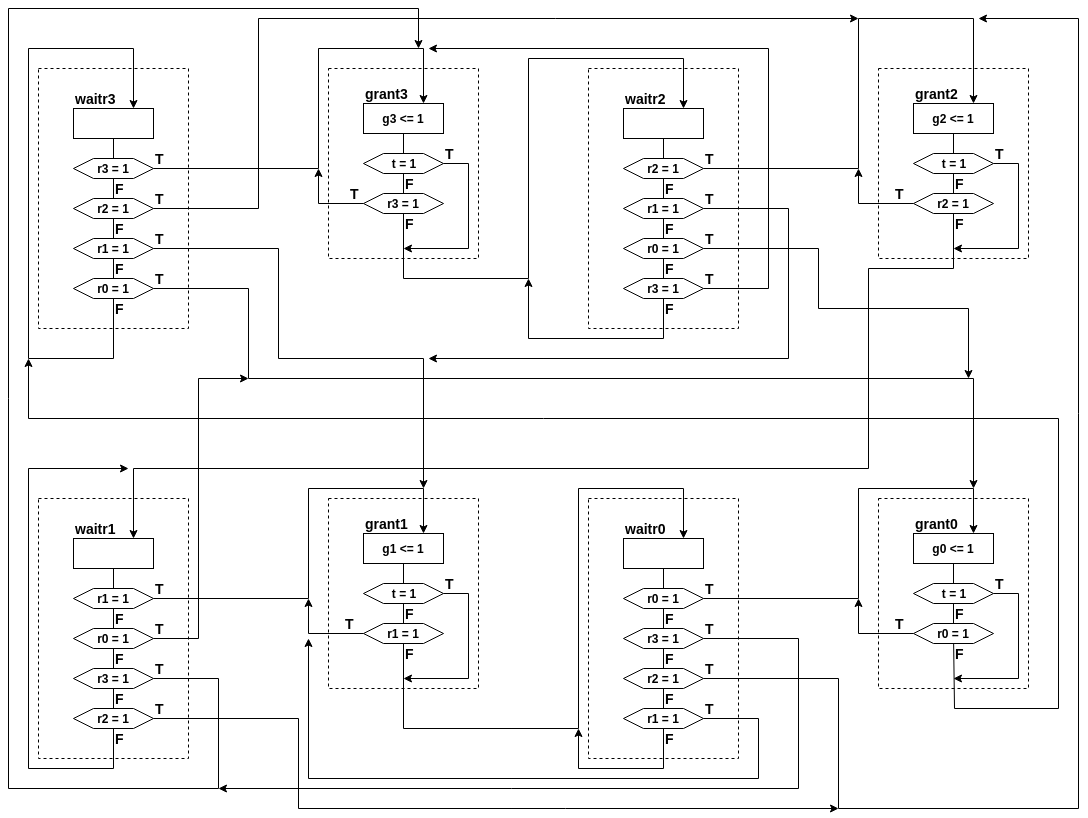 waitr3
r3 = 1
T
F
r2 = 1
T
F
r1 = 1
T
F
r0 = 1
T
F
grant3
g3 <= 1
t = 1
T
F
T
r3 = 1
F
waitr2
r2 = 1
T
F
r1 = 1
T
F
r0 = 1
T
F
r3 = 1
T
F
grant2
g2 <= 1
t = 1
T
F
T
r2 = 1
F
waitr1
r1 = 1
T
F
r0 = 1
T
F
r3 = 1
T
F
r2 = 1
T
F
grant1
g1 <= 1
t = 1
T
F
T
r1 = 1
F
waitr0
r0 = 1
T
F
r3 = 1
T
F
r2 = 1
T
F
r1 = 1
T
F
grant0
g0 <= 1
t = 1
T
F
T
r0 = 1
F